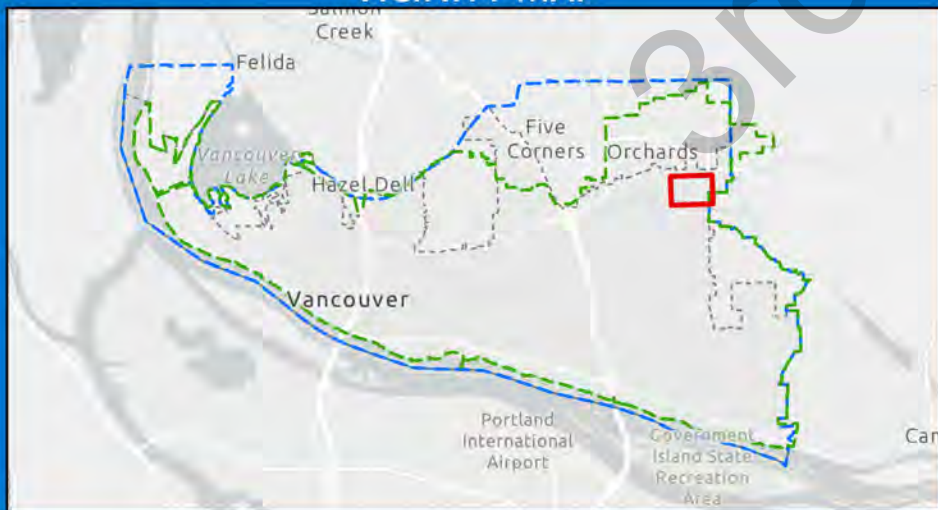 Salmon
Creek
Felida
Five
Corners
Orchards
Vancouver
Lake
Hazel Dell
Vancouver
Portland
International
Airport
Government
Island State
Recreation
Area
3r